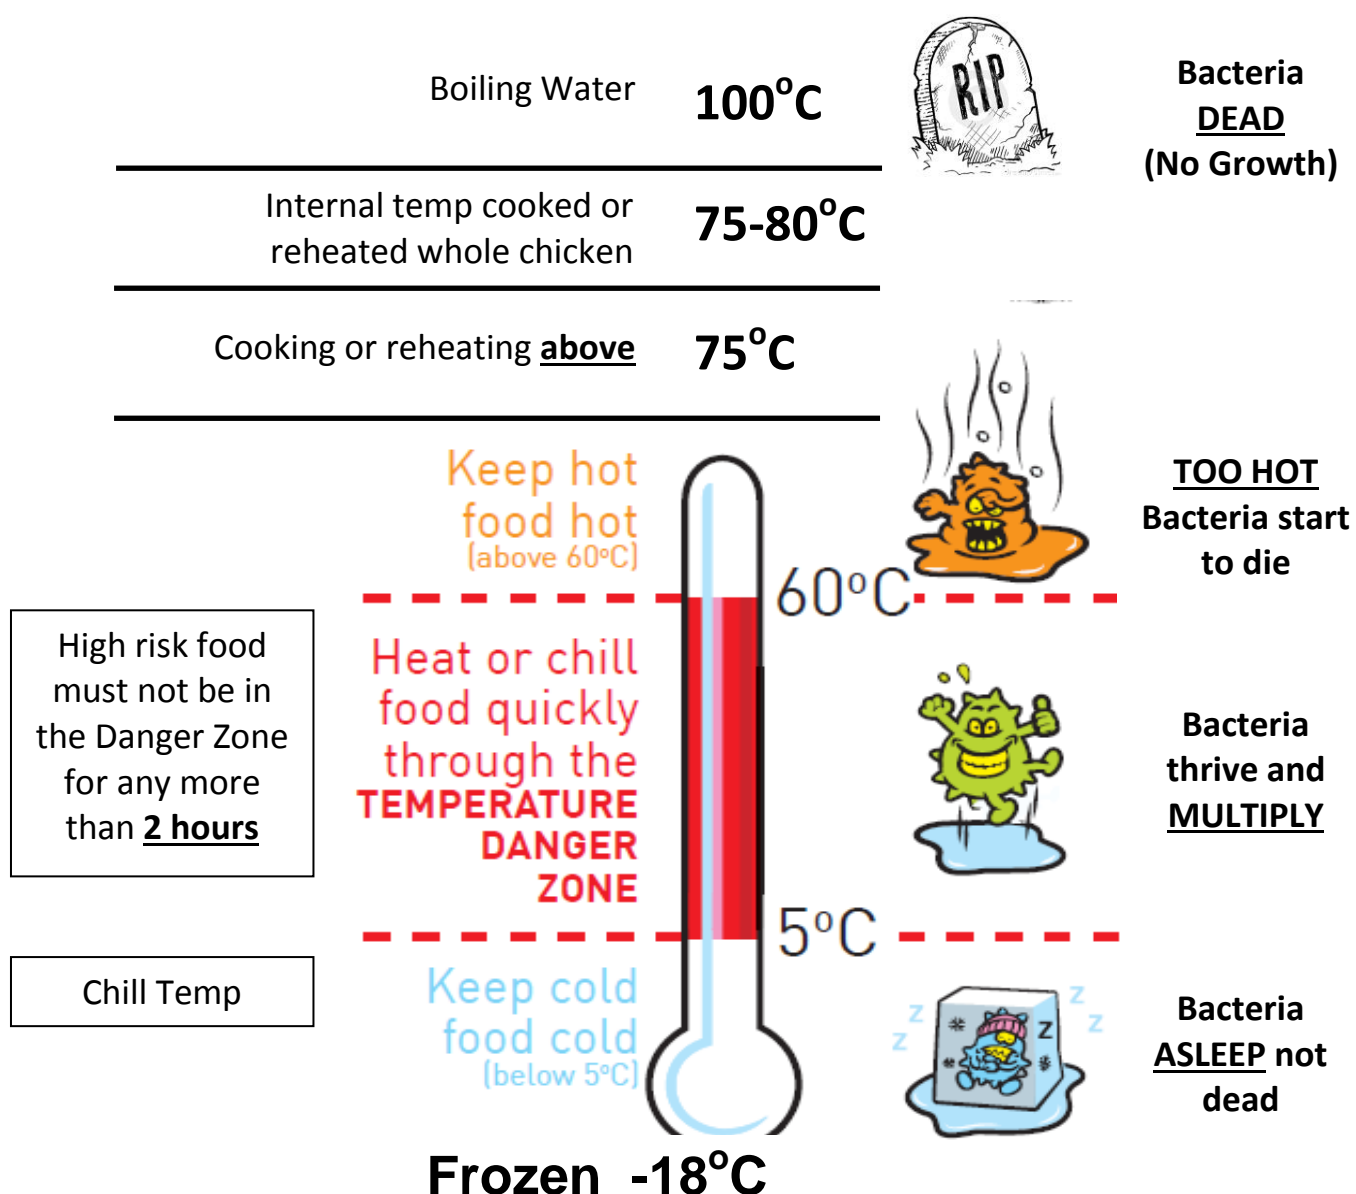 Boiling Water 100°C
Bacteria
DEAD
(No Growth)
RIP
Internal temp cooked or
reheated whole chicken
75-80°C
Cooking or reheating above 75°C
Keep hot
food hot
(above 60°C)
TOO HOT
Bacteria start
to die
60°C
High risk food
must not be in
the Danger Zone
for any more
than 2 hours
Heat or chill
food quickly
through the
TEMPERATURE
DANGER
ZONE
Bacteria
thrive and
MULTIPLY
5°C
Chill Temp
Keep cold
food cold
(below 5°C)
z z z z Z
Bacteria
ASLEEP not
dead
Frozen -18°C